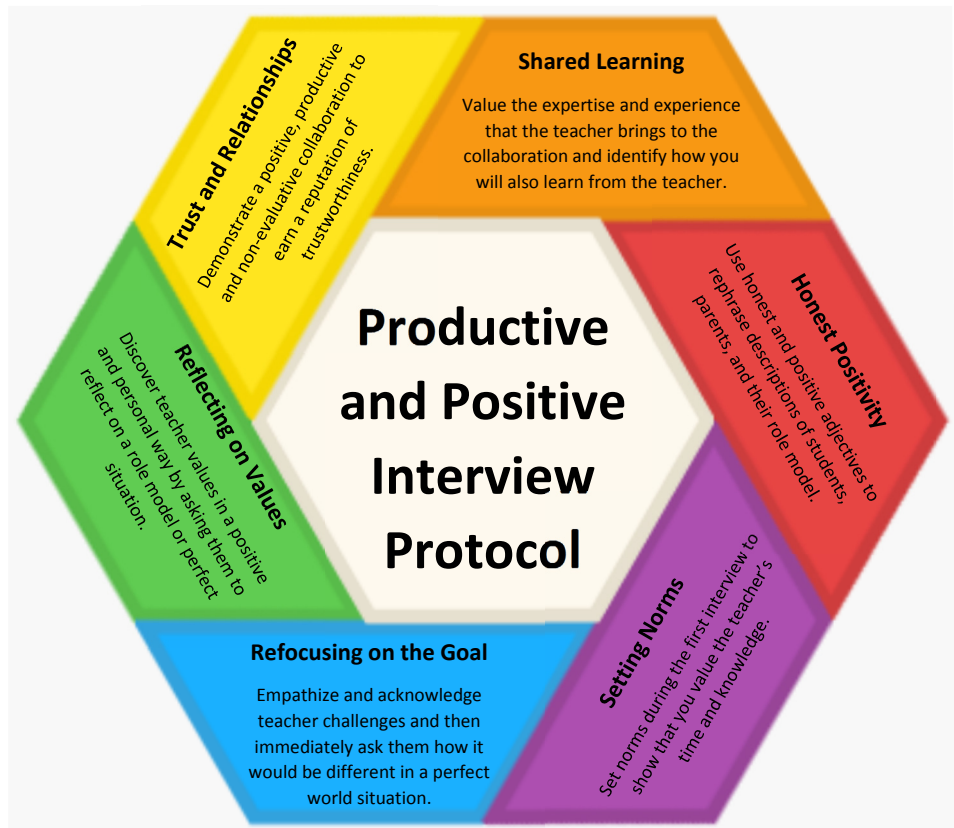 Shared Learning
Value the expertise and experience
that the teacher brings to the
collaboration and identify how you
will also learn from the teacher.
Honest Positivity
Use honest and positive adjectives to
rephrase descriptions of students,
parents, and their role model.
Setting Norms
Set norms during the first interview to
show that you value the teacher's
time and knowledge.
Refocusing on the Goal
Empathize and acknowledge
teacher challenges and then
immediately ask them how it
would be different in a perfect
world situation.
Reflecting on Values
Discover teacher values in a positive
and personal way by asking them to
reflect on a role model or perfect
situation.
Trust and Relationships
Demonstrate a positive, productive
and non-evaluative collaboration to
earn a reputation of
trustworthiness.
Productive
and Positive
Interview
Protocol